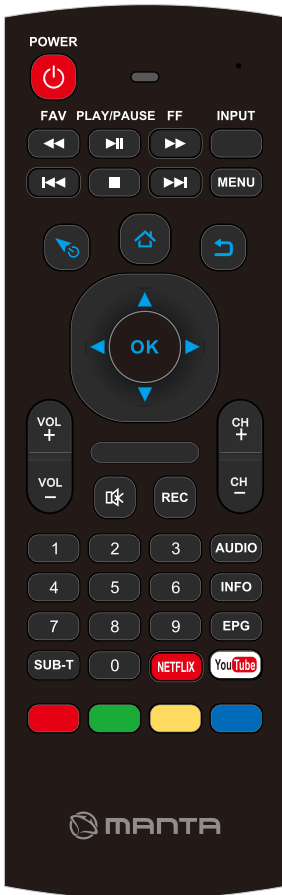 POWER
FAV PLAY/PAUSE FF INPUT
MENU
OK
VOL CH
+ +
VOL CH
− −
REC
1 2 3 AUDIO
4 5 6 INFO
7 8 9 EPG
SUB-T 0 NETFLIX YouTube
MANTA